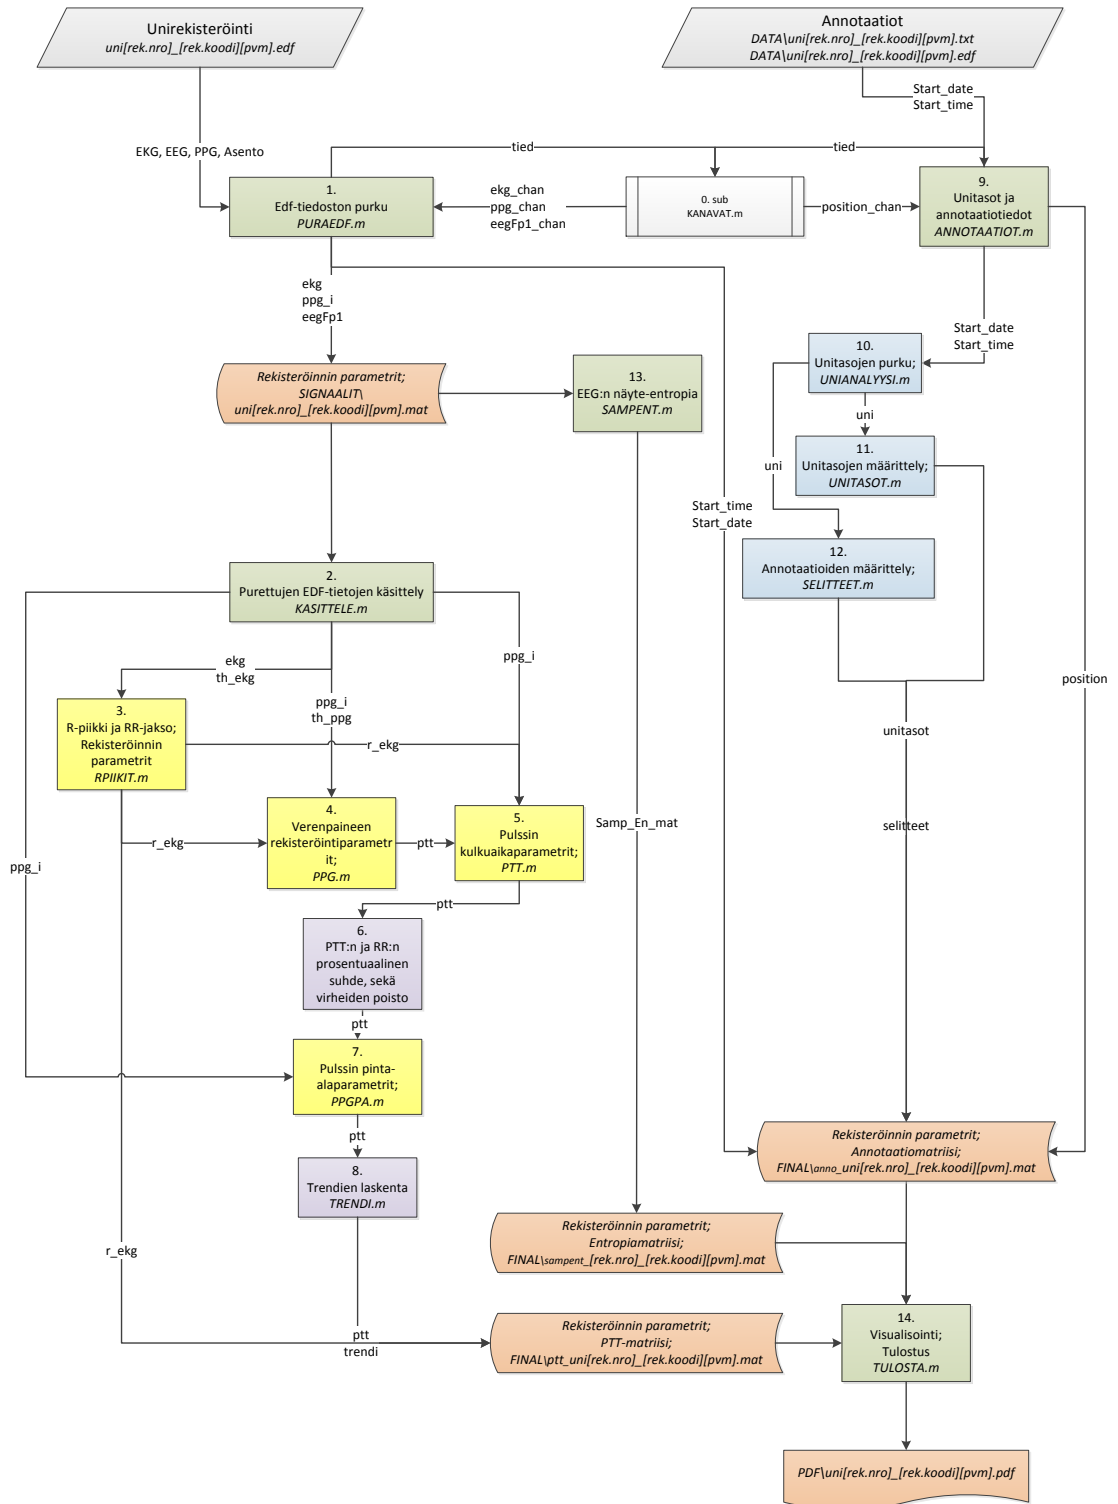 Unirekisteröinti
uni[rek.nro]_[rek.koodi][pvm].edf
Annotaatiot
DATA\uni[rek.nro]_[rek.koodi][pvm].txt
DATA\uni[rek.nro]_[rek.koodi][pvm].edf
Start_date
Start_time
EKG, EEG, PPG, Asento
tied
tied
1.
Edf-tiedoston purku
PURAEDF.m
ekg_chan
ppg_chan
eegFp1_chan
0. sub
KANAVAT.m
position_chan
9.
Unitasot ja
annotaatiotiedot
ANNOTAATIOT.m
ekg
ppg_i
eegFp1
Start_date
Start_time
10.
Unitasojen purku;
UNIANALYYSI.m
Rekisteröinnin parametrit;
SIGNAALIT\
uni[rek.nro]_[rek.koodi][pvm].mat
13.
EEG:n näyte-entropia
SAMPENT.m
uni
11.
Unitasojen määrittely;
UNITASOT.m
uni
Start_time
Start_date
12.
Annotaatioiden määrittely;
SELITTEET.m
2.
Purettujen EDF-tietojen käsittely
KASITTELE.m
ppg_i
ekg
th_ekg
position
ppg_i
th_ppg
3.
R-piikki ja RR-jakso;
Rekisteröinnin
parametrit
RPIIKIT.m
r_ekg
unitasot
4.
Verenpaineen
rekisteröintiparametr
it;
PPG.m
r_ekg
ptt
5.
Pulssin
kulkuaikaparametrit;
PTT.m
Samp_En_mat
selitteet
ppg_i
ptt
6.
PTT:n ja RR:n
prosentuaalinen
suhde, sekä
virheiden poisto
ptt
7.
Pulssin pinta-
alaparametrit;
PPGPA.m
ptt
Rekisteröinnin parametrit;
Annotaatiomatriisi;
FINAL\anno_uni[rek.nro]_[rek.koodi][pvm].mat
8.
Trendien laskenta
TRENDI.m
r_ekg
Rekisteröinnin parametrit;
Entropiamatriisi;
FINAL\sampent_[rek.nro]_[rek.koodi][pvm].mat
ptt
trendi
Rekisteröinnin parametrit;
PTT-matriisi;
FINAL\ptt_uni[rek.nro]_[rek.koodi][pvm].mat
14.
Visualisointi;
Tulostus
TULOSTA.m
PDF\uni[rek.nro]_[rek.koodi][pvm].pdf